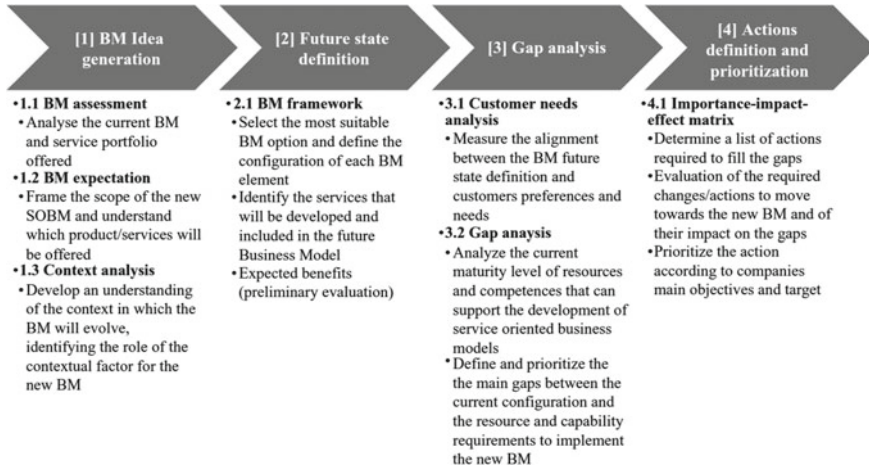 [1] BM Idea
generation
[2] Future state
definition
[3] Gap analysis
[4] Actions
definition and
prioritization
•1.1 BM assessment
•Analyse the current BM
and service portfolio
offered
•1.2 BM expectation
•Frame the scope of the new
SOBM and understand
which product/services will
be offered
•1.3 Context analysis
•Develop an understanding
of the context in which the
BM will evolve,
identifying the role of the
contextual factor for the
new BM
•2.1 BM framework
•Select the most suitable
BM option and define the
configuration of each BM
element
•Identify the services that
will be developed and
included in the future
Business Model
•Expected benefits
(preliminary evaluation)
•3.1 Customer needs
analysis
•Measure the alignment
between the BM future
state definition and
customers preferences and
needs
•3.2 Gap anaysis
•Analyze the current
maturity level of resources
and competences that can
support the development of
service oriented business
models
•Define and prioritize the
the main gaps between the
current configuration and
the resource and capability
requirements to implement
the new BM
•4.1 Importance-impact-
effect matrix
•Determine a list of actions
required to fill the gaps
•Evaluation of the required
changes/actions to move
towards the new BM and of
their impact on the gaps
•Prioritize the action
according to companies
main objectives and target